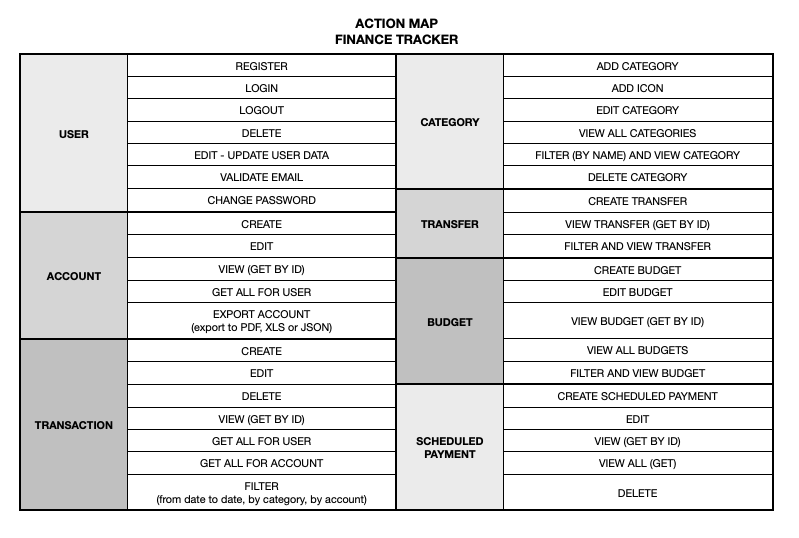 ACTION MAP
FINANCE TRACKER
USER
REGISTER
LOGIN
LOGOUT
DELETE
EDIT - UPDATE USER DATA
VALIDATE EMAIL
CHANGE PASSWORD
ACCOUNT
CREATE
EDIT
VIEW (GET BY ID)
GET ALL FOR USER
EXPORT ACCOUNT
(export to PDF, XLS or JSON)
TRANSACTION
CREATE
EDIT
DELETE
VIEW (GET BY ID)
GET ALL FOR USER
GET ALL FOR ACCOUNT
FILTER
(from date to date, by category, by account)
CATEGORY
ADD CATEGORY
ADD ICON
EDIT CATEGORY
VIEW ALL CATEGORIES
FILTER (BY NAME) AND VIEW CATEGORY
DELETE CATEGORY
TRANSFER
CREATE TRANSFER
VIEW TRANSFER (GET BY ID)
FILTER AND VIEW TRANSFER
BUDGET
CREATE BUDGET
EDIT BUDGET
VIEW BUDGET (GET BY ID)
VIEW ALL BUDGETS
FILTER AND VIEW BUDGET
SCHEDULED
PAYMENT
CREATE SCHEDULED PAYMENT
EDIT
VIEW (GET BY ID)
VIEW ALL (GET)
DELETE